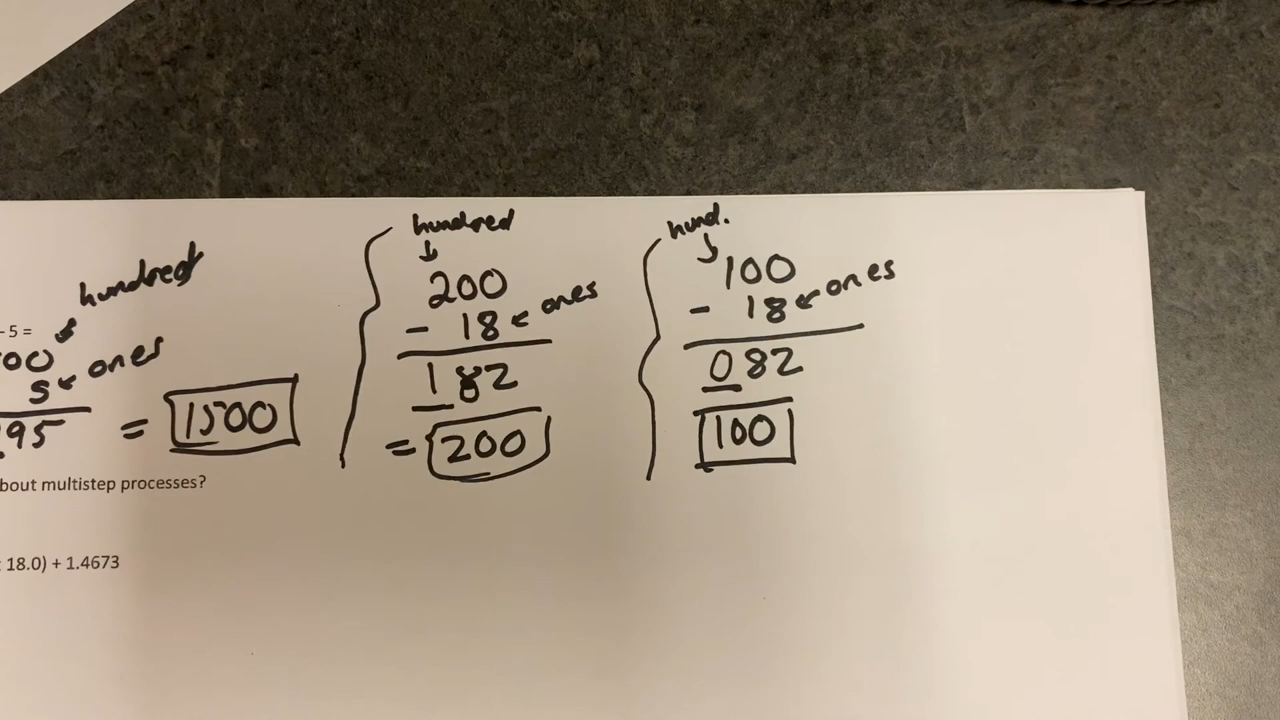 hundred
- 5 =
00
5 ← ones
95 = 1500
hundred
↓
200
- 18 ← ones
182
= 200
hund.
100
- 18 ← ones
082
100
bout multistep processes?
18.0) + 1.4673